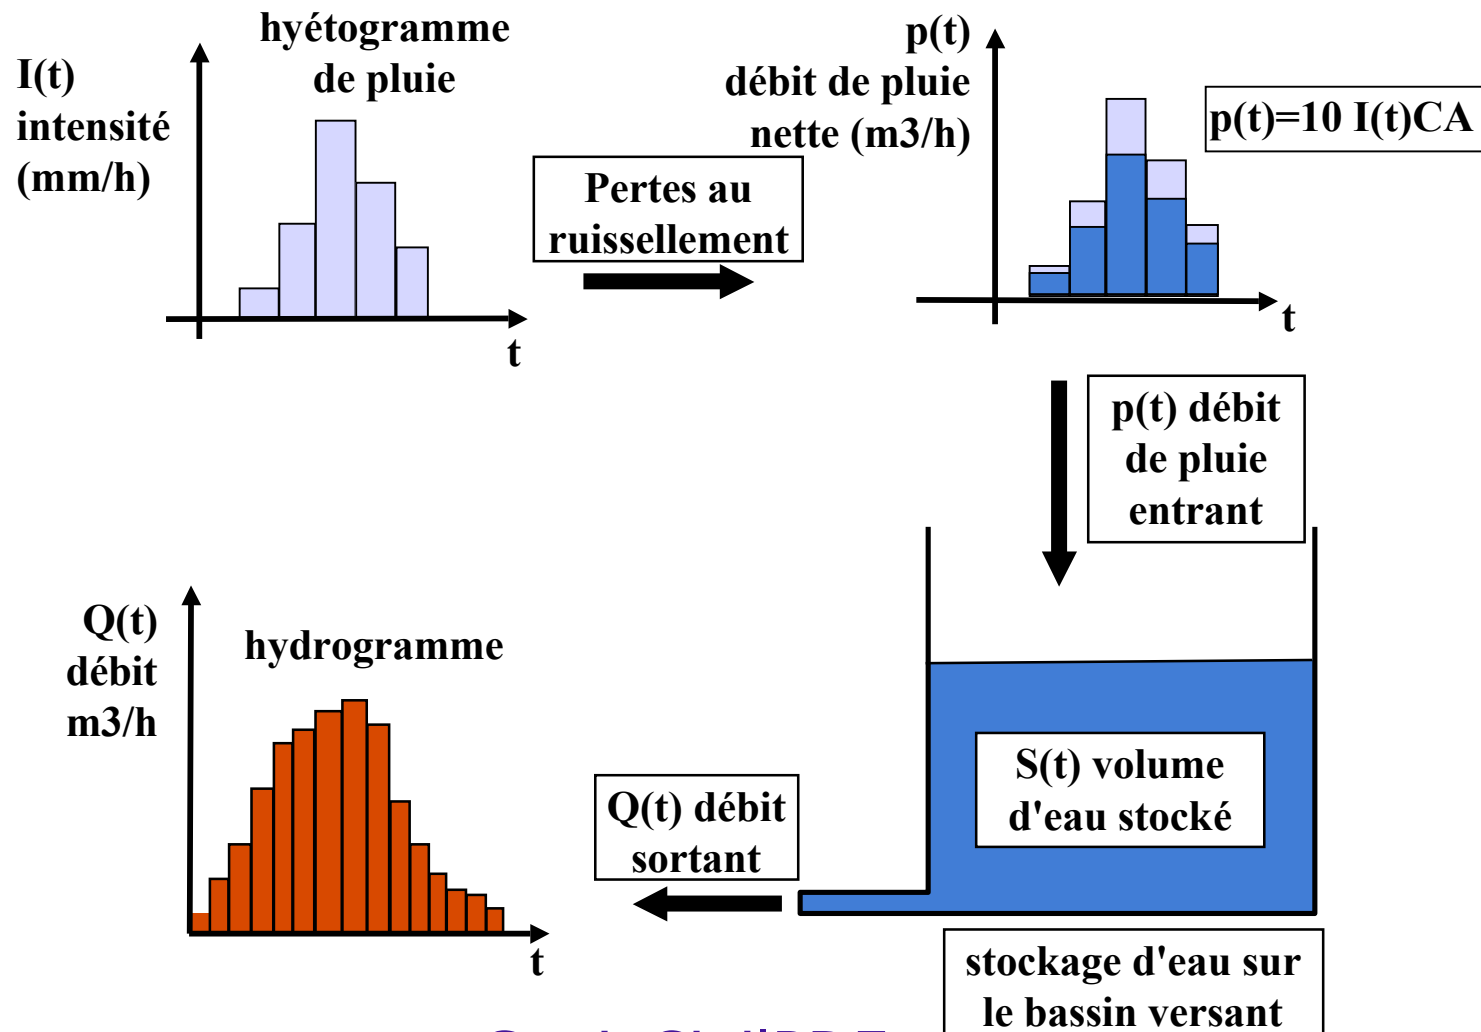 hyétogramme
de pluie
I(t)
intensité
(mm/h)
t
Pertes au
ruissellement
p(t)
débit de pluie
nette (m3/h)
p(t)=10 I(t)CA
t
p(t) débit
de pluie
entrant
S(t) volume
d'eau stocké
stockage d'eau sur
le bassin versant
Q(t) débit
sortant
Q(t)
débit
m3/h
hydrogramme
t